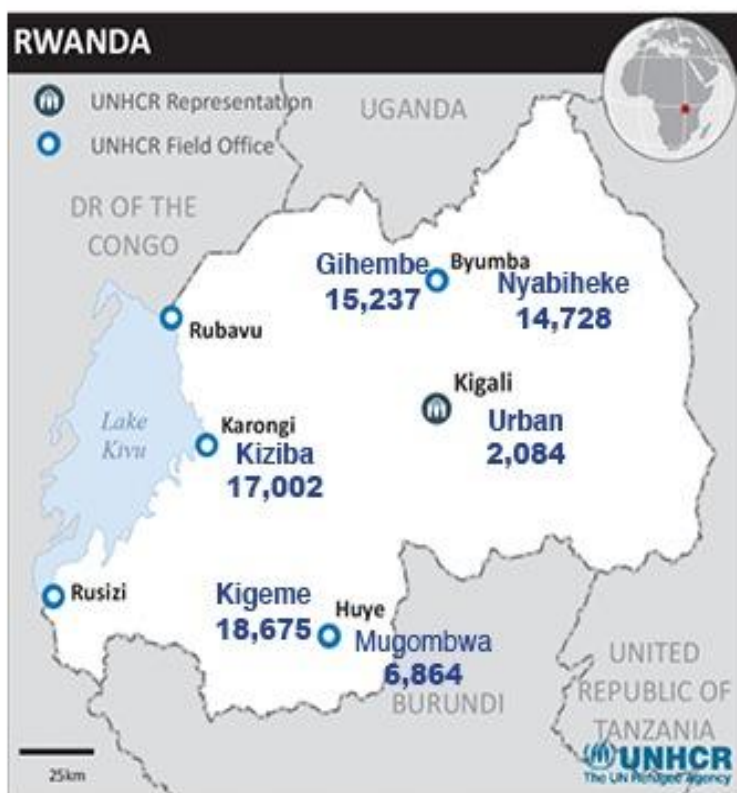 RWANDA
UNHCR Representation
UNHCR Field Office
UGANDA
DR OF THE
CONGO
Gihembe
15,237
Byumba
Nyabiheke
14,728
Rubavu
Kigali
Urban
2,084
Lake
Kivu
Karongi
Kiziba
17,002
Rusizi
Kigeme
18,675
Huye
Mugombwa
6,864
BURUNDI
UNITED
REPUBLIC OF
TANZANIA
25km
UNHCR
The UN Refugee Agency